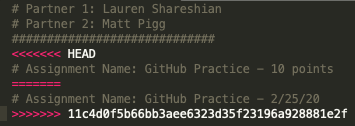 # Partner 1: Lauren Shareshian
# Partner 2: Matt Pigg
##############################
<<<<<<< HEAD
# Assignment Name: GitHub Practice - 10 points
=======
# Assignment Name: GitHub Practice - 2/25/20
>>>>>>> 11c4d0f5b66bb3aee6323d35f23196a928881e2f